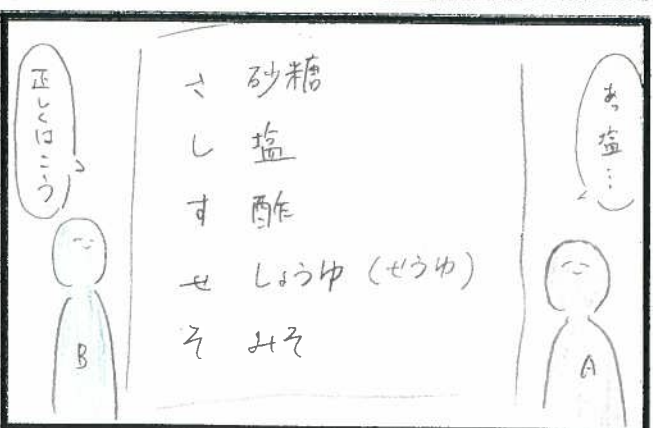 あっ塩…
さ 砂糖
し 塩
す 酢
せ しょうゆ（せうゆ）
そ みそ
正しくはこう
A
B